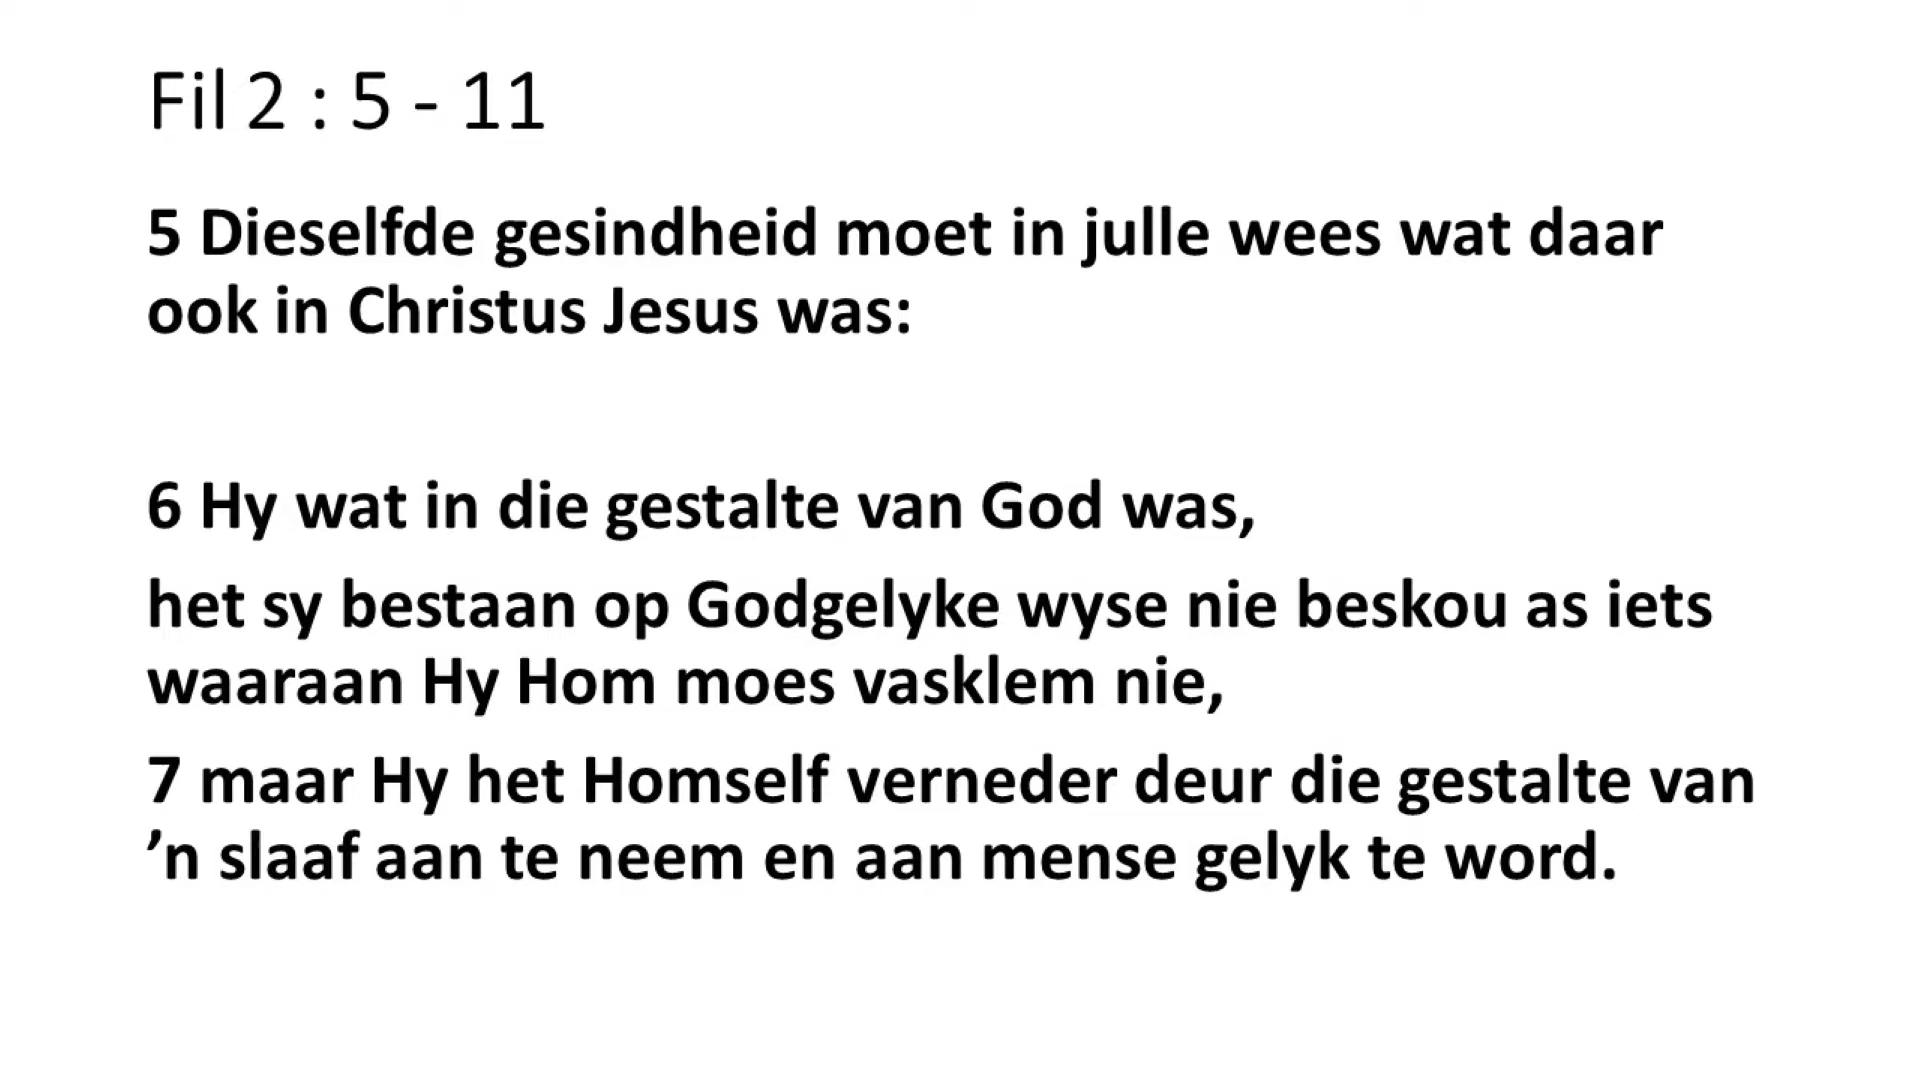 Fil 2 : 5 - 11
5 Dieselfde gesindheid moet in julle wees wat daar
ook in Christus Jesus was:
6 Hy wat in die gestalte van God was,
het sy bestaan op Godgelyke wyse nie beskou as iets
waaraan Hy Hom moes vasklem nie,
7 maar Hy het Homself verneder deur die gestalte van
’n slaaf aan te neem en aan mense gelyk te word.